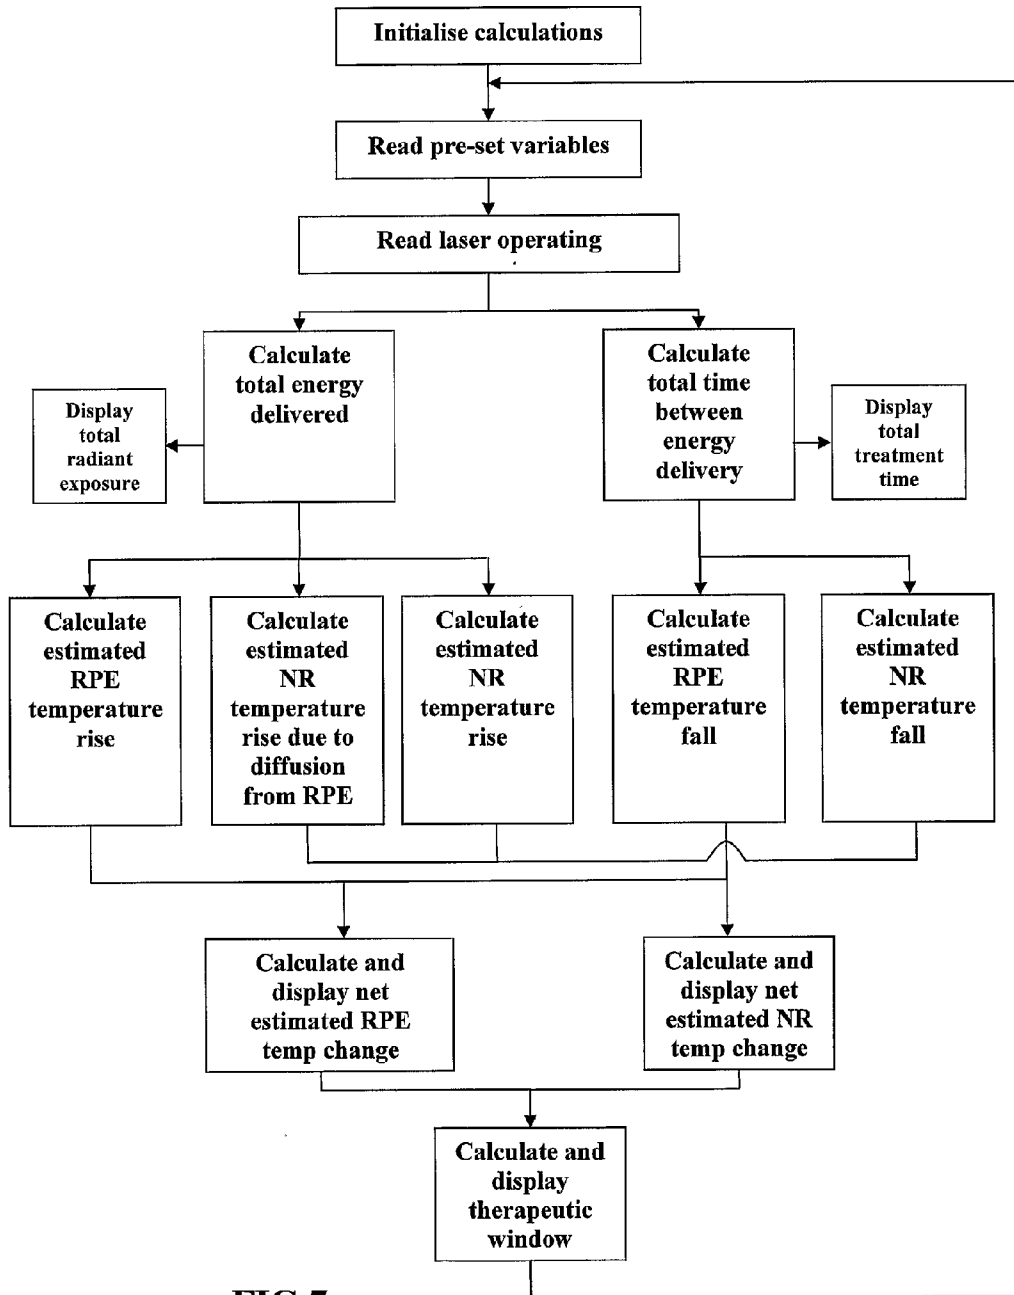 Initialise calculations
Read pre-set variables
Read laser operating
Calculate
total energy
delivered
Calculate
total time
between
energy
delivery
Display
total
radiant
exposure
Display
total
treatment
time
Calculate
estimated
RPE
temperature
rise
Calculate
estimated
NR
temperature
rise due to
diffusion
from RPE
Calculate
estimated
NR
temperature
rise
Calculate
estimated
RPE
temperature
fall
Calculate
estimated
NR
temperature
fall
Calculate and
display net
estimated RPE
temp change
Calculate and
display net
estimated NR
temp change
Calculate and
display
therapeutic
window